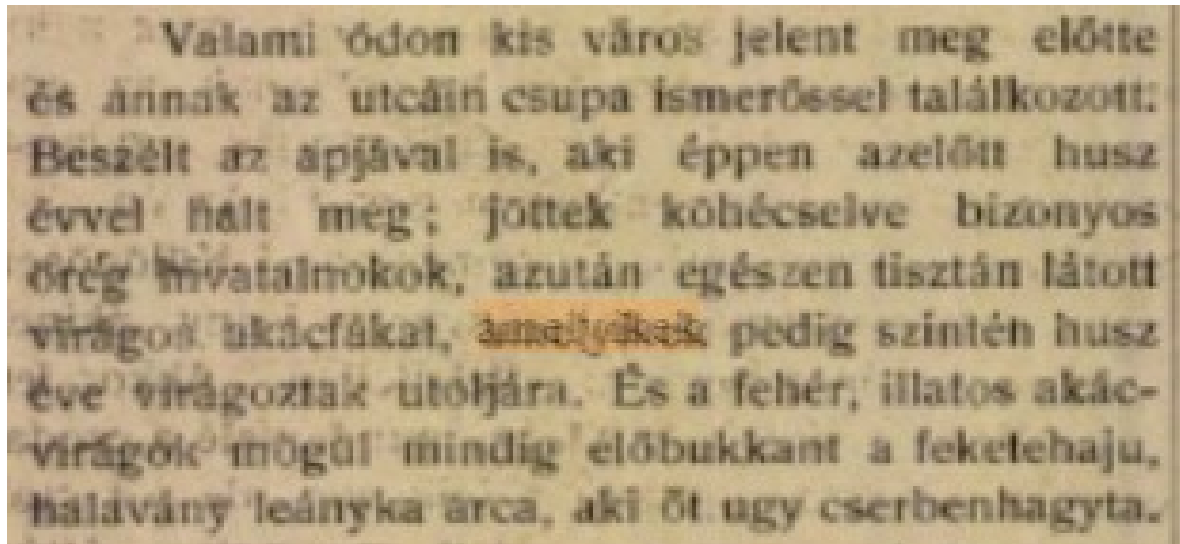 Valami ódon kis város jelent meg előtte
és annak az utcáin csupa ismerőssel találkozott.
Beszélt az apjával is, aki éppen azelőtt husz
évvel halt meg; jöttek köhécselve bizonyos
öreg hivatalnokok, azután egészen tisztán látott
virágos akácfákat, amelyikek pedig szintén husz
éve virágoztak utoljára. És a fehér, illatos akác-
virágok mögül mindig előbukkant a feketehaju,
halavány leányka arca, aki őt ugy cserbenhagyta.